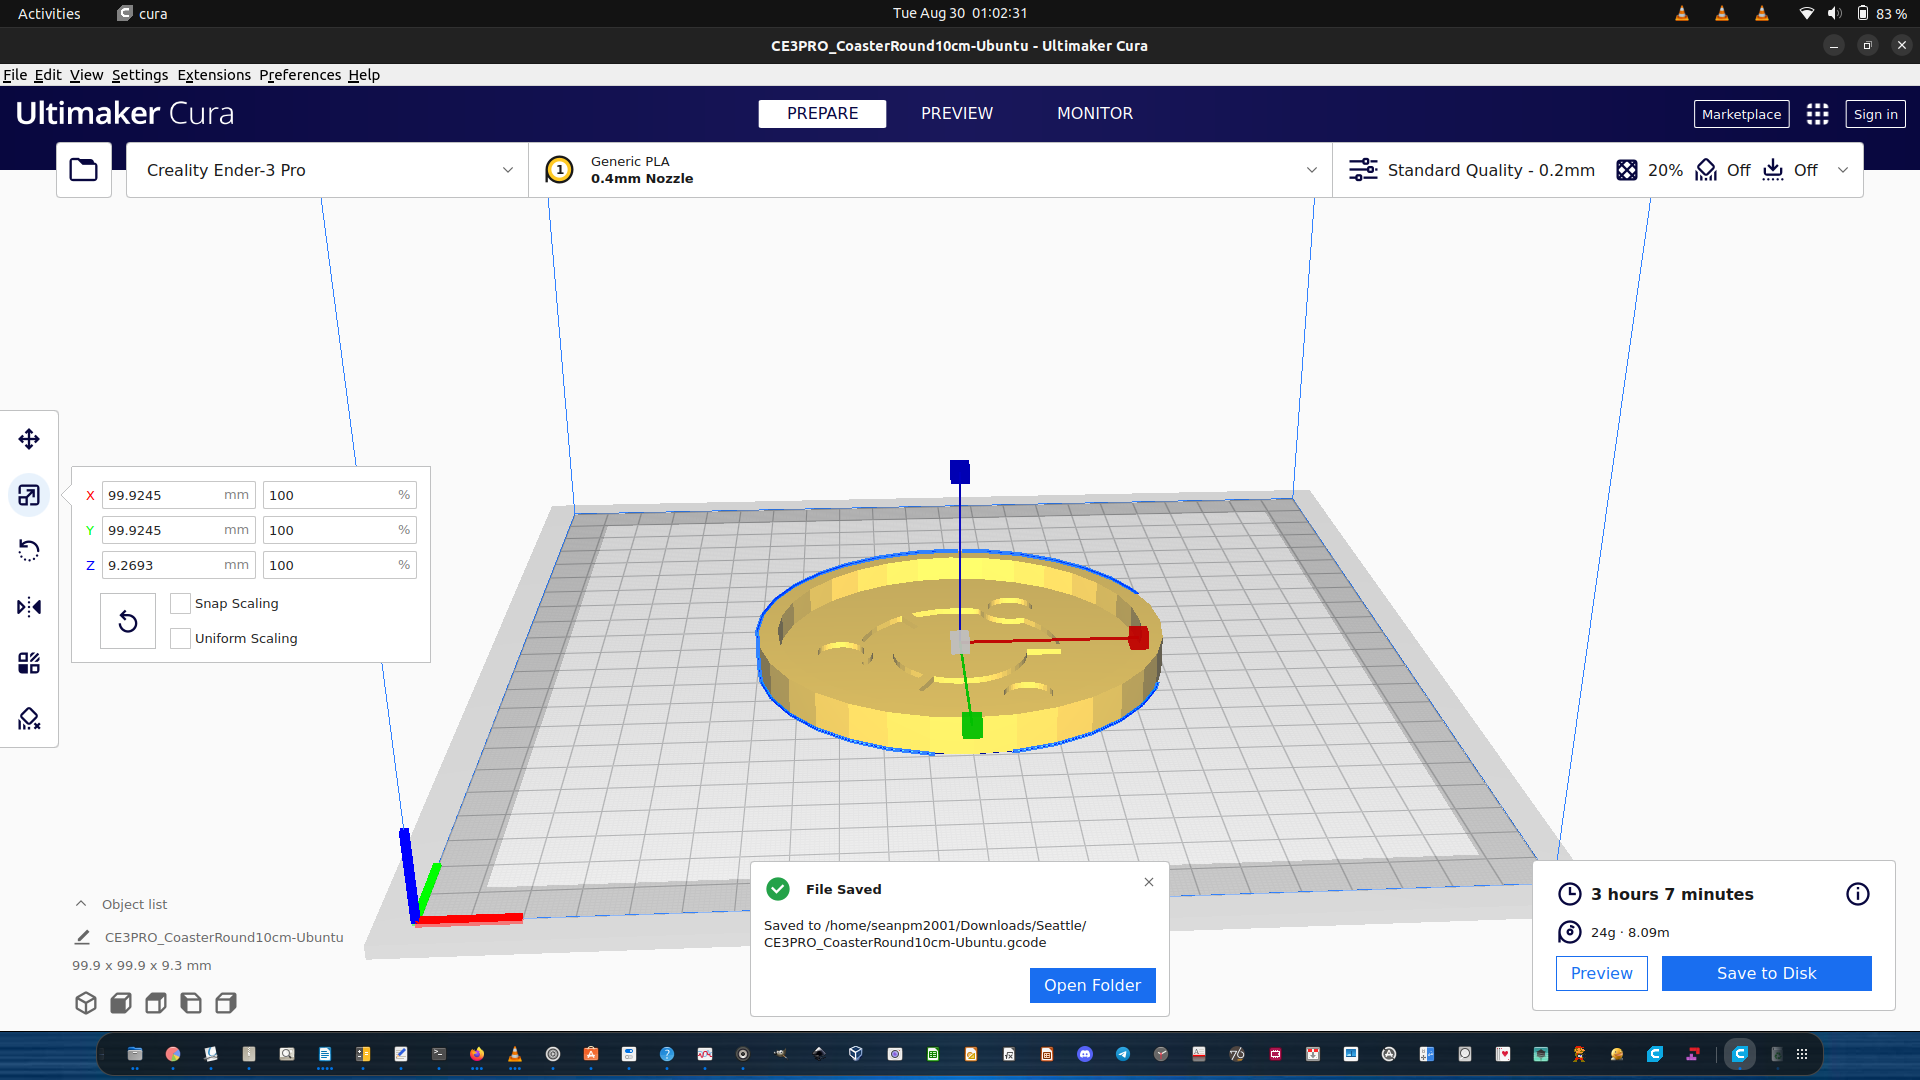 Activities
cura
Tue Aug 30  01:02:31
83 %
CE3PRO_CoasterRound10cm-Ubuntu - Ultimaker Cura
File Edit View Settings Extensions Preferences Help
Ultimaker Cura
PREPARE
PREVIEW
MONITOR
Marketplace
Sign in
Creality Ender-3 Pro
1
Generic PLA
0.4mm Nozzle
Standard Quality - 0.2mm
20%
Off
Off
X 99.9245 mm 100 %
Y 99.9245 mm 100 %
Z 9.2693 mm 100 %
Snap Scaling
Uniform Scaling
Object list
CE3PRO_CoasterRound10cm-Ubuntu
99.9 x 99.9 x 9.3 mm
File Saved
Saved to /home/seanpm2001/Downloads/Seattle/
CE3PRO_CoasterRound10cm-Ubuntu.gcode
Open Folder
3 hours 7 minutes
24g · 8.09m
Preview
Save to Disk